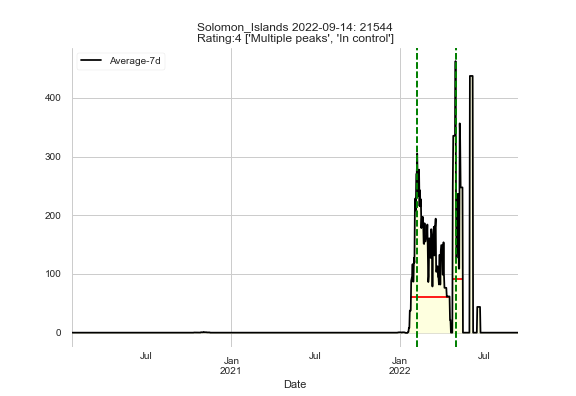 Solomon_Islands 2022-09-14: 21544
Rating:4 ['Multiple peaks', 'In control']
Average-7d
400
300
200
100
0
Jul
Jan
2021
Jul
Jan
2022
Jul
Date